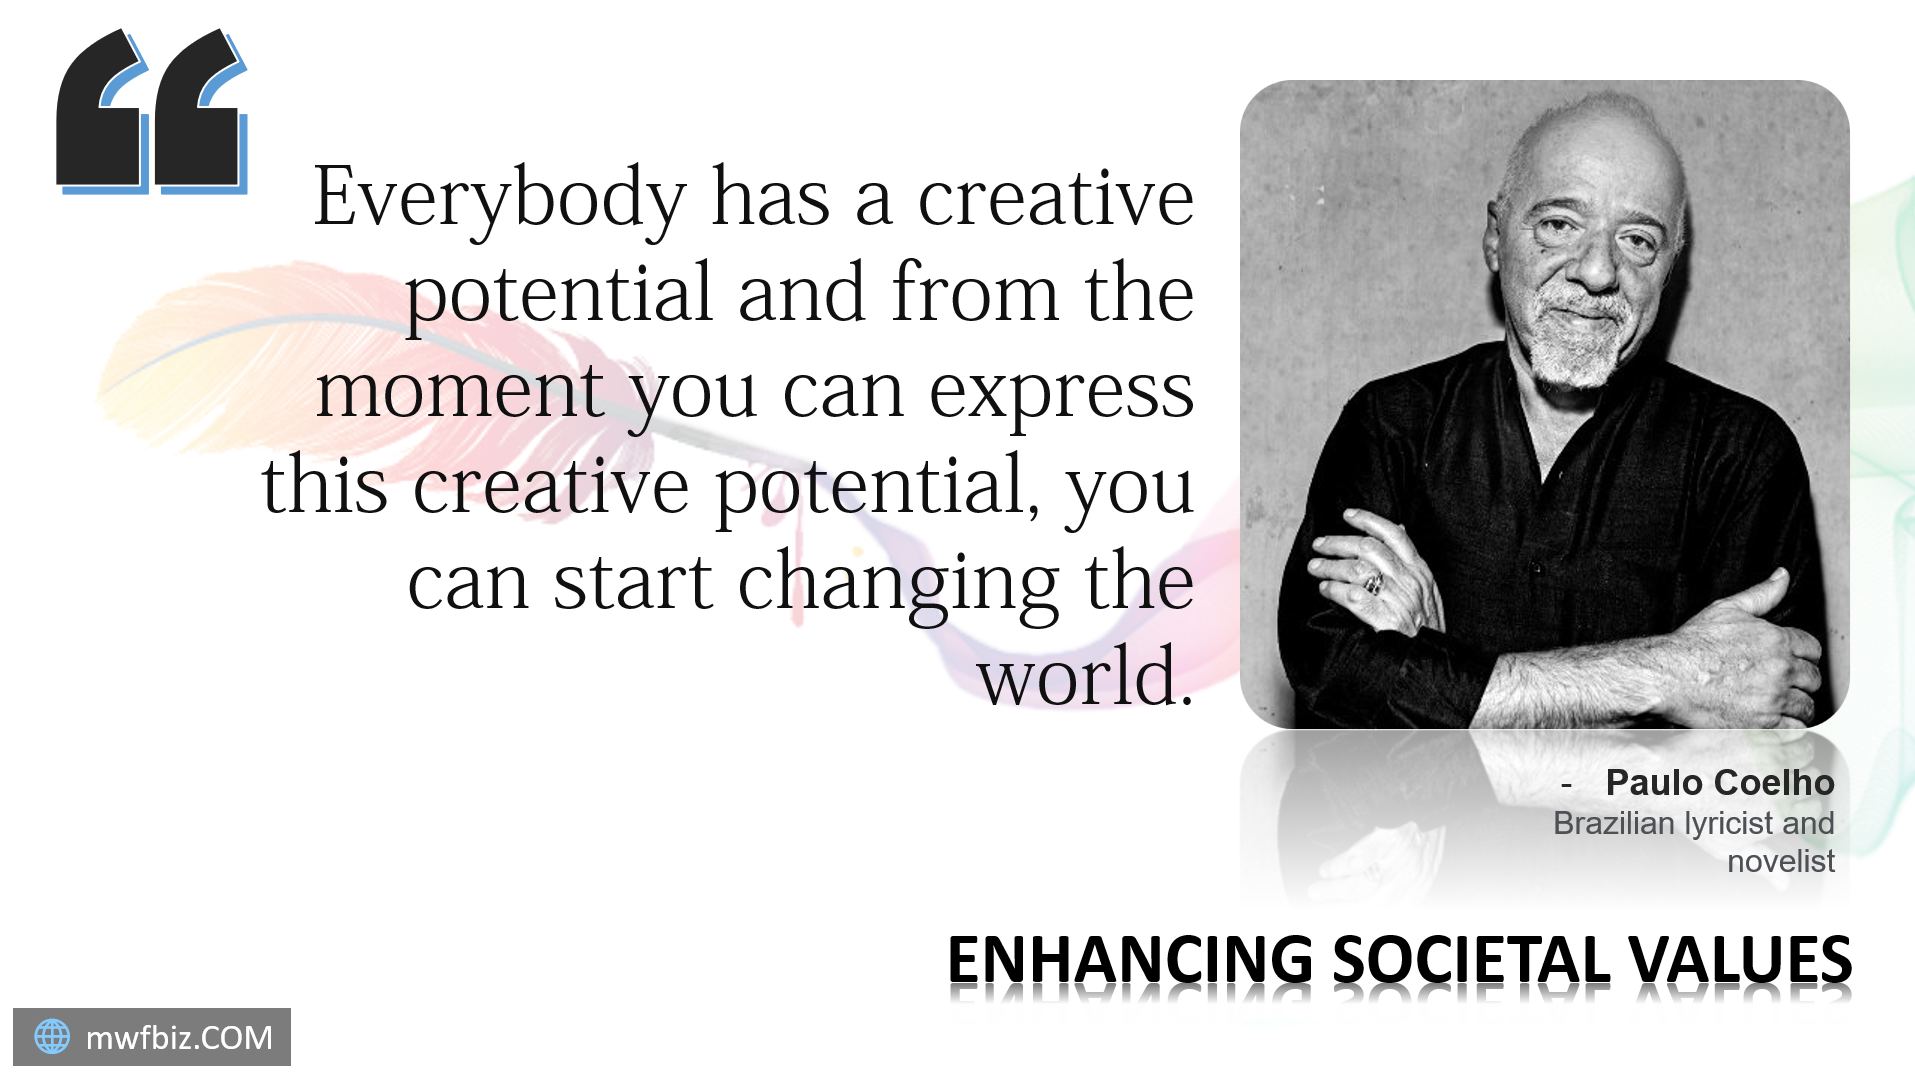 Everybody has a creative
potential and from the
moment you can express
this creative potential, you
can start changing the
world.
- Paulo Coelho
Brazilian lyricist and
novelist
ENHANCING SOCIETAL VALUES
mwfbiz.COM